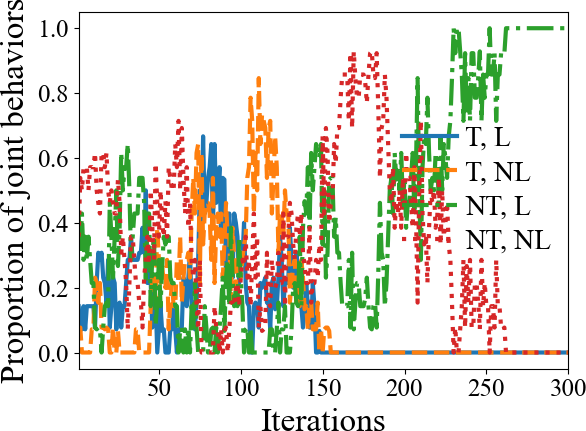 Proportion of joint behaviors
1.0
0.8
0.6
0.4
0.2
0.0
T, L
T, NL
NT, L
NT, NL
50
100
150
200
250
300
Iterations